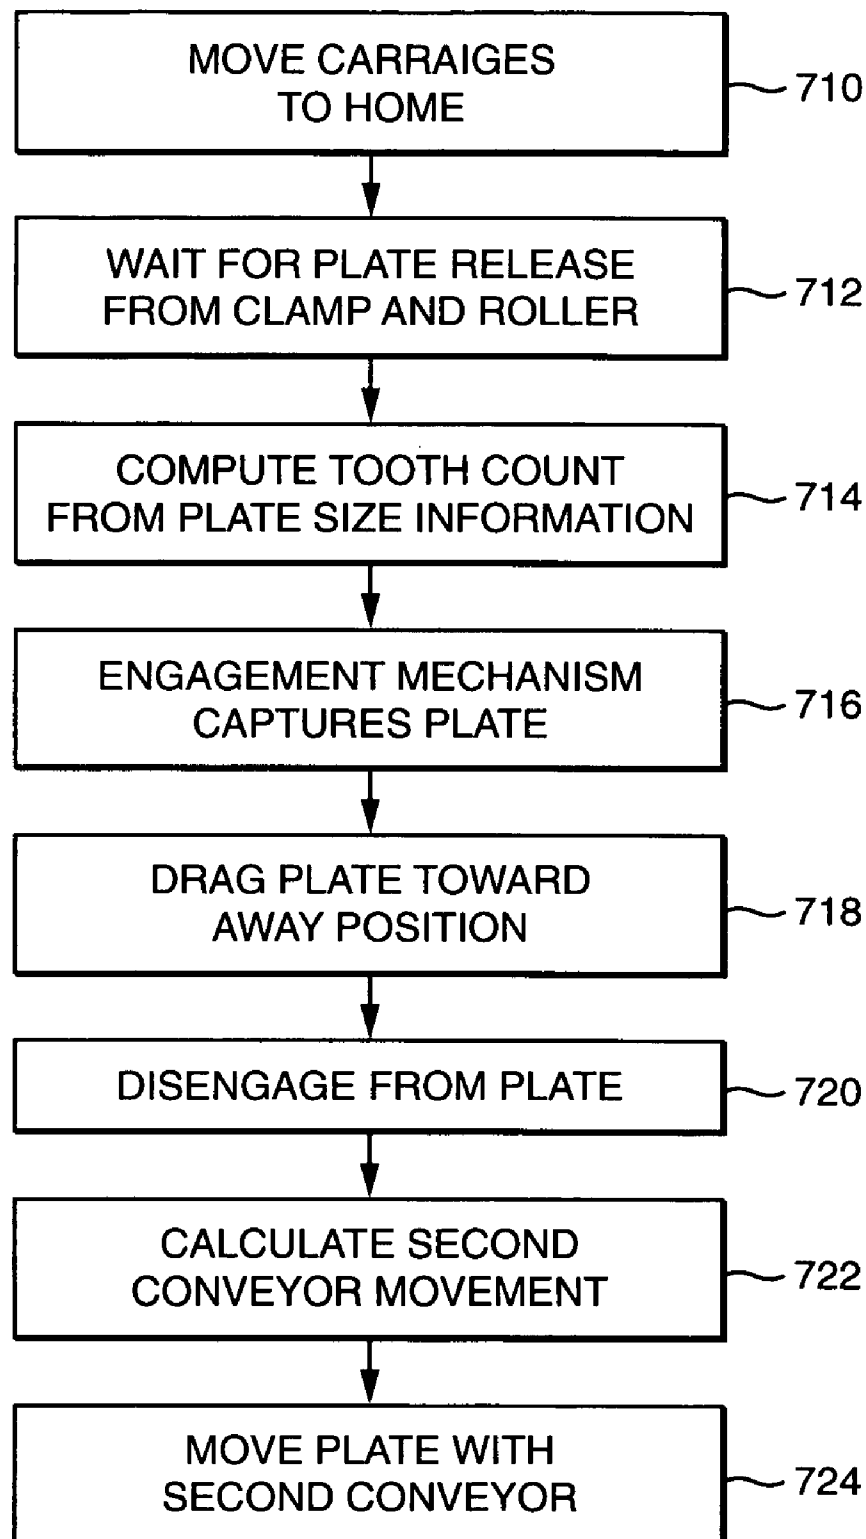 MOVE CARRAIGES
TO HOME
710
WAIT FOR PLATE RELEASE
FROM CLAMP AND ROLLER
712
COMPUTE TOOTH COUNT
FROM PLATE SIZE INFORMATION
714
ENGAGEMENT MECHANISM
CAPTURES PLATE
716
DRAG PLATE TOWARD
AWAY POSITION
718
DISENGAGE FROM PLATE
720
CALCULATE SECOND
CONVEYOR MOVEMENT
722
MOVE PLATE WITH
SECOND CONVEYOR
724